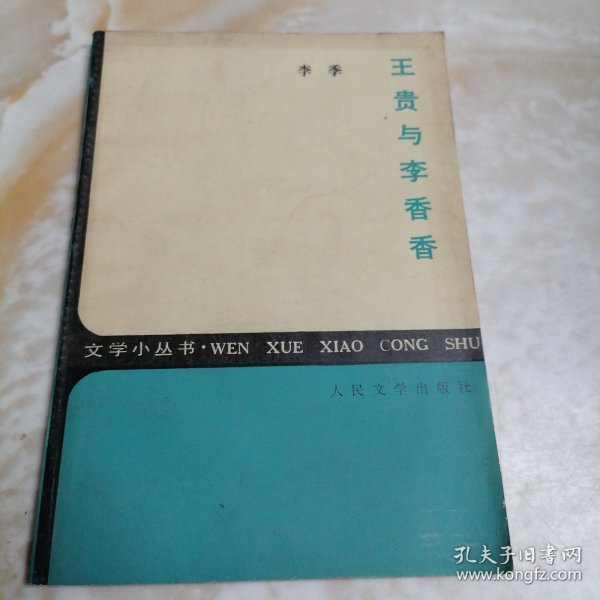 王贵与李香香
李季
文学小丛书·WEN XUE XIAO CONG SHU
人民文学出版社
孔夫子旧书网
www.kongfz.com